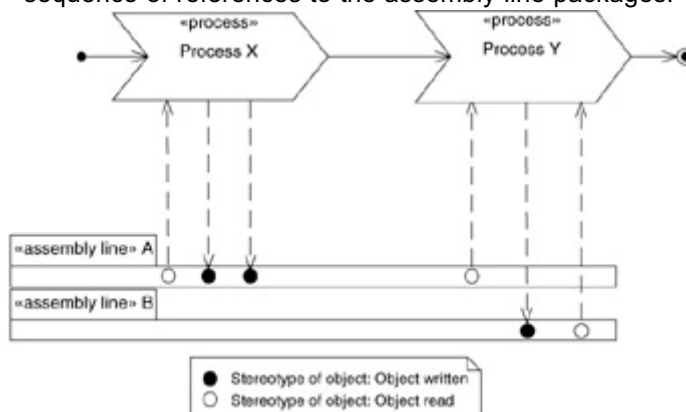 sequence of references to the assembly line packages.
«process»
Process X
«process»
Process Y
«assembly line» A
«assembly line» B
Stereotype of object: Object written
Stereotype of object: Object read